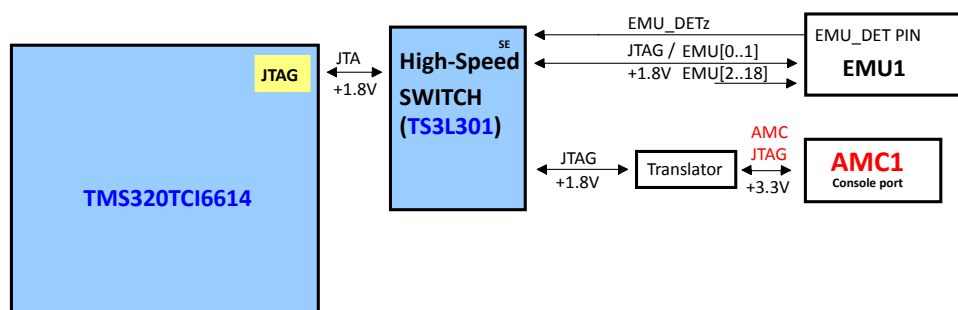 JTAG
TMS320TCI6614
JTA
+1.8V
SE
High-Speed
SWITCH
(TS3L301)
EMU_DETz
JTAG / EMU[0..1]
+1.8V EMU[2..18]
EMU_DET PIN
EMU1
JTAG
+1.8V
Translator
AMC
JTAG
+3.3V
AMC1
Console port